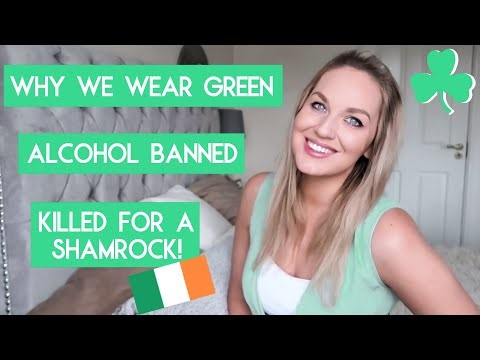 WHY WE WEAR GREEN
ALCOHOL BANNED
KILLED FOR A
SHAMROCK!